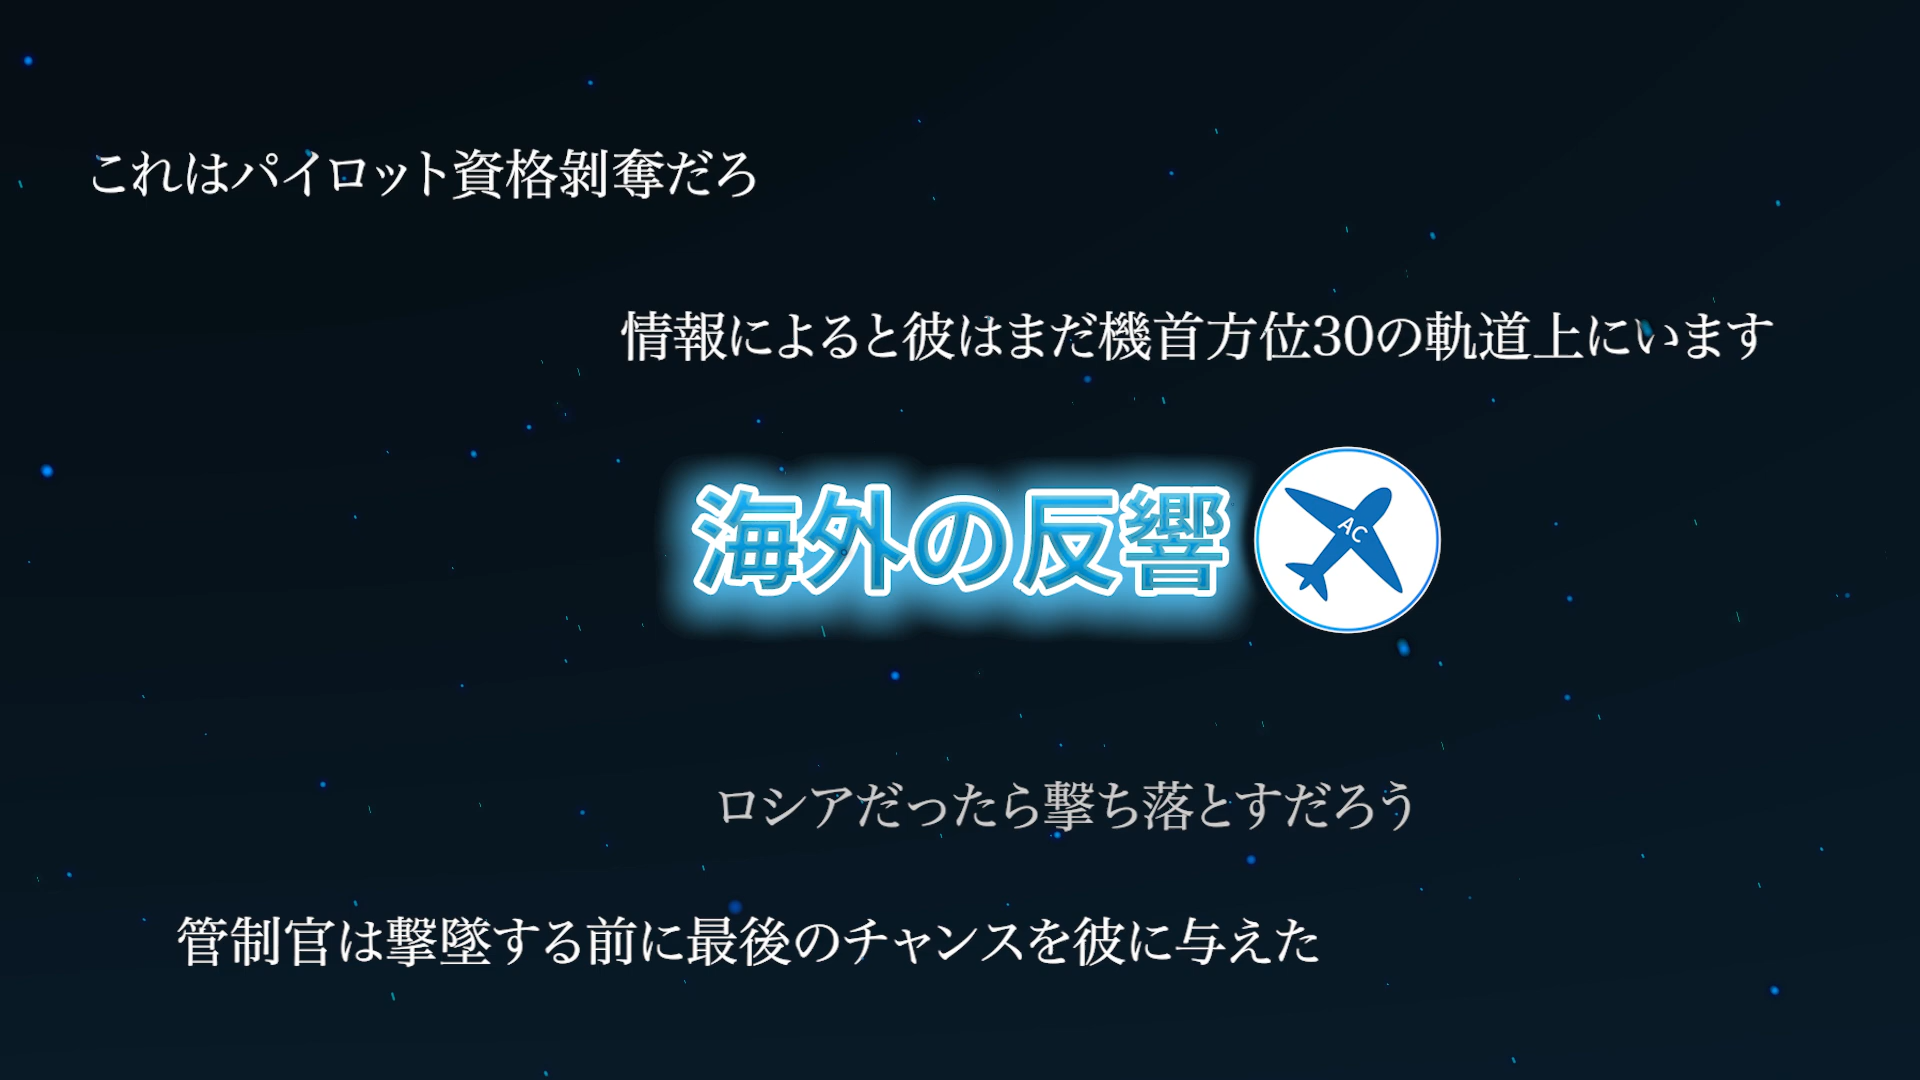 これはパイロット資格剝奪だろ
情報によると彼はまだ機首方位30の軌道上にいます
海外の反響
AC
ロシアだったら撃ち落とすだろう
管制官は撃墜する前に最後のチャンスを彼に与えた